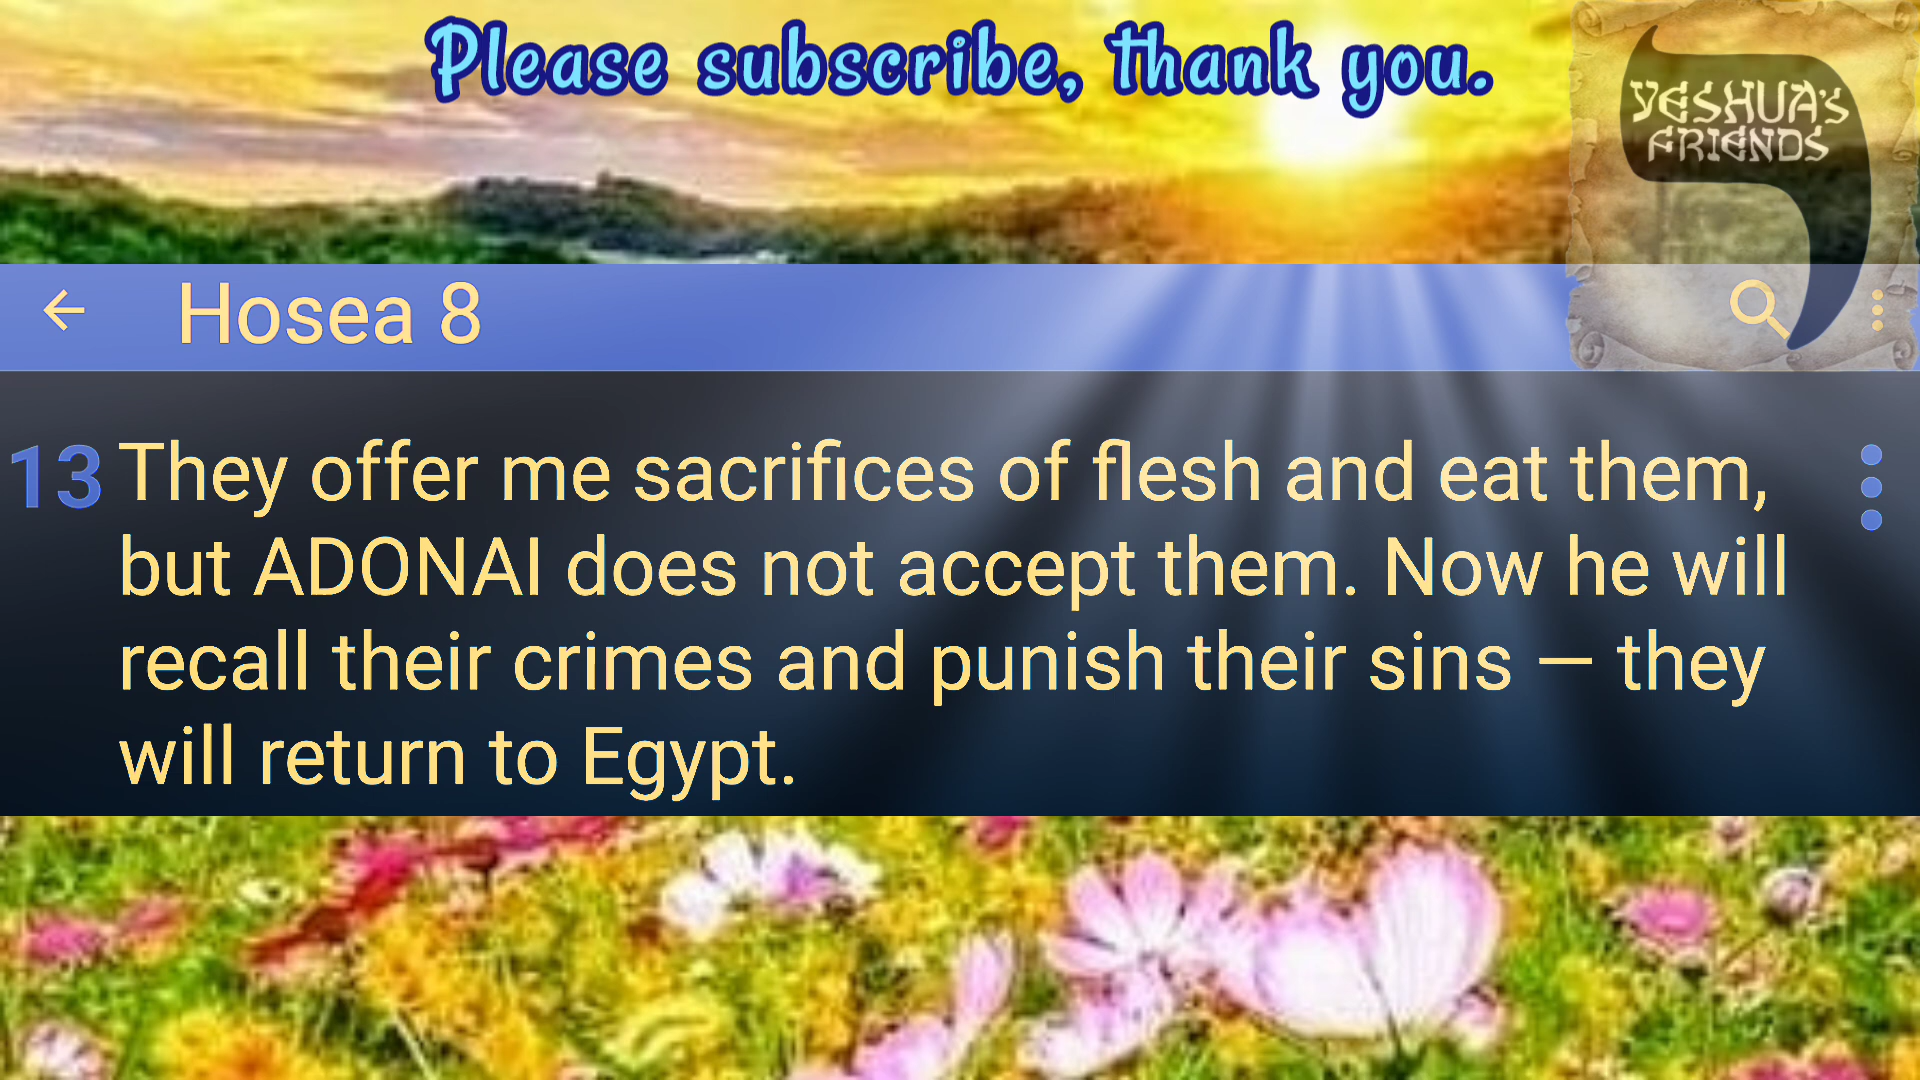 Please subscribe, thank you.
YESHUA'S
FRIENDS
Hosea 8
13 They offer me sacrifices of flesh and eat them,
but ADONAI does not accept them. Now he will
recall their crimes and punish their sins — they
will return to Egypt.